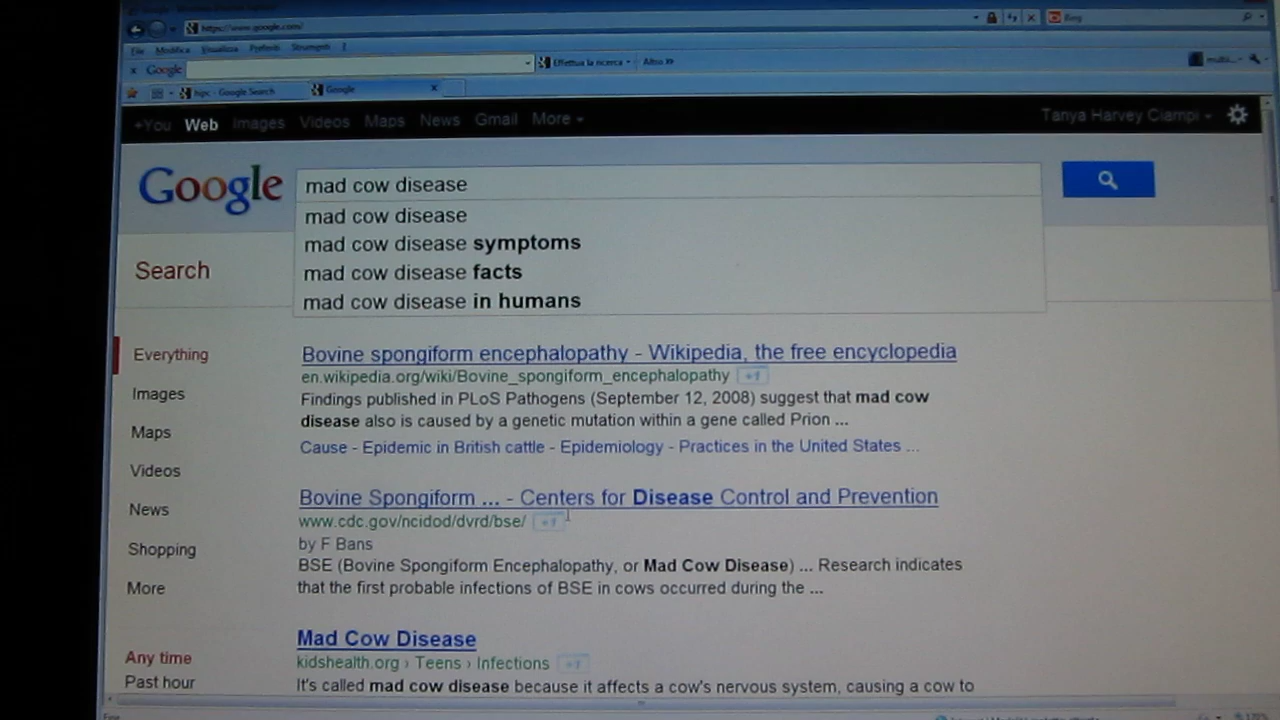 https://www.google.com/
Bing
File Modifica Visualizza Preferiti Strumenti ?
x Google Effettua la ricerca Altro »
hspc - Google Search Google x
+You Web Images Videos Maps News Gmail More Tanya Harvey Ciampi
Google mad cow disease
mad cow disease
mad cow disease symptoms
mad cow disease facts
mad cow disease in humans
Search
Everything
Images
Maps
Videos
News
Shopping
More
Any time
Past hour
Bovine spongiform encephalopathy - Wikipedia, the free encyclopedia
en.wikipedia.org/wiki/Bovine_spongiform_encephalopathy +1
Findings published in PLoS Pathogens (September 12, 2008) suggest that mad cow
disease also is caused by a genetic mutation within a gene called Prion ...
Cause - Epidemic in British cattle - Epidemiology - Practices in the United States ...
Bovine Spongiform ... - Centers for Disease Control and Prevention
www.cdc.gov/ncidod/dvrd/bse/ +1
by F Bans
BSE (Bovine Spongiform Encephalopathy, or Mad Cow Disease) ... Research indicates
that the first probable infections of BSE in cows occurred during the ...
Mad Cow Disease
kidshealth.org › Teens › Infections +1
It's called mad cow disease because it affects a cow's nervous system, causing a cow to